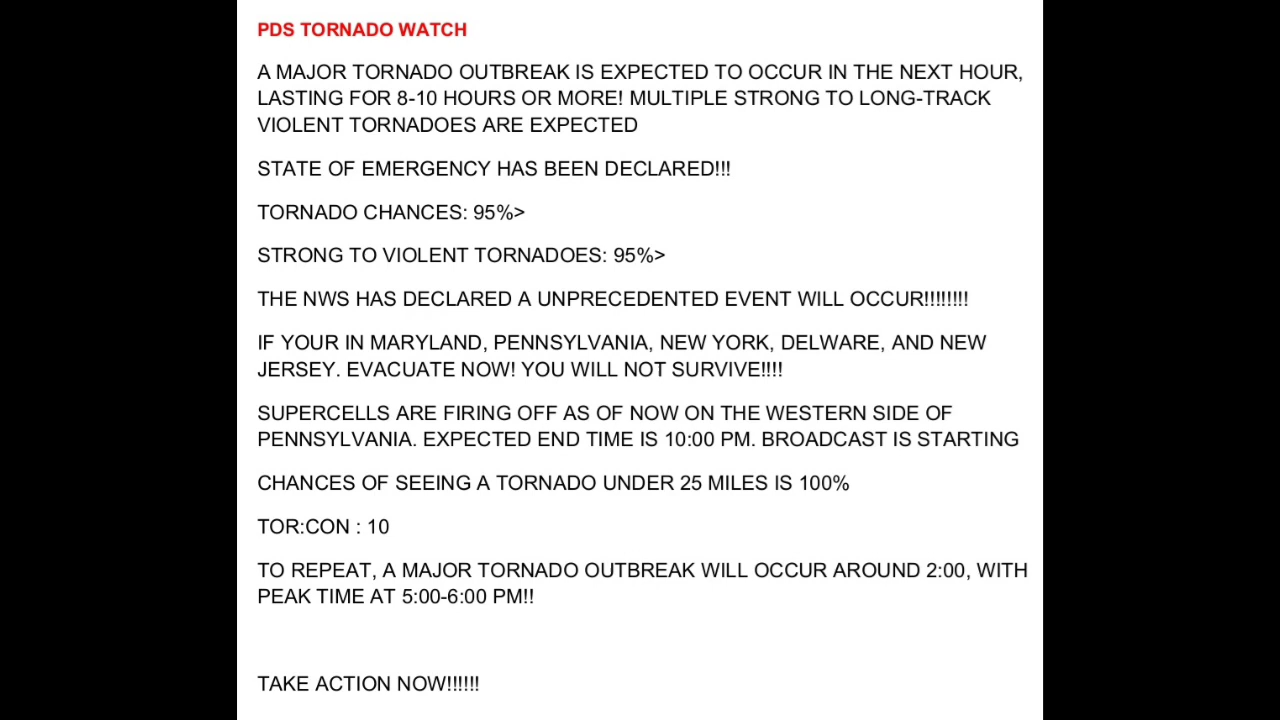 PDS TORNADO WATCH
A MAJOR TORNADO OUTBREAK IS EXPECTED TO OCCUR IN THE NEXT HOUR,
LASTING FOR 8-10 HOURS OR MORE! MULTIPLE STRONG TO LONG-TRACK
VIOLENT TORNADOES ARE EXPECTED
STATE OF EMERGENCY HAS BEEN DECLARED!!!
TORNADO CHANCES: 95%>
STRONG TO VIOLENT TORNADOES: 95%>
THE NWS HAS DECLARED A UNPRECEDENTED EVENT WILL OCCUR!!!!!!!!
IF YOUR IN MARYLAND, PENNSYLVANIA, NEW YORK, DELWARE, AND NEW
JERSEY. EVACUATE NOW! YOU WILL NOT SURVIVE!!!!
SUPERCELLS ARE FIRING OFF AS OF NOW ON THE WESTERN SIDE OF
PENNSYLVANIA. EXPECTED END TIME IS 10:00 PM. BROADCAST IS STARTING
CHANCES OF SEEING A TORNADO UNDER 25 MILES IS 100%
TOR:CON : 10
TO REPEAT, A MAJOR TORNADO OUTBREAK WILL OCCUR AROUND 2:00, WITH
PEAK TIME AT 5:00-6:00 PM!!
TAKE ACTION NOW!!!!!!